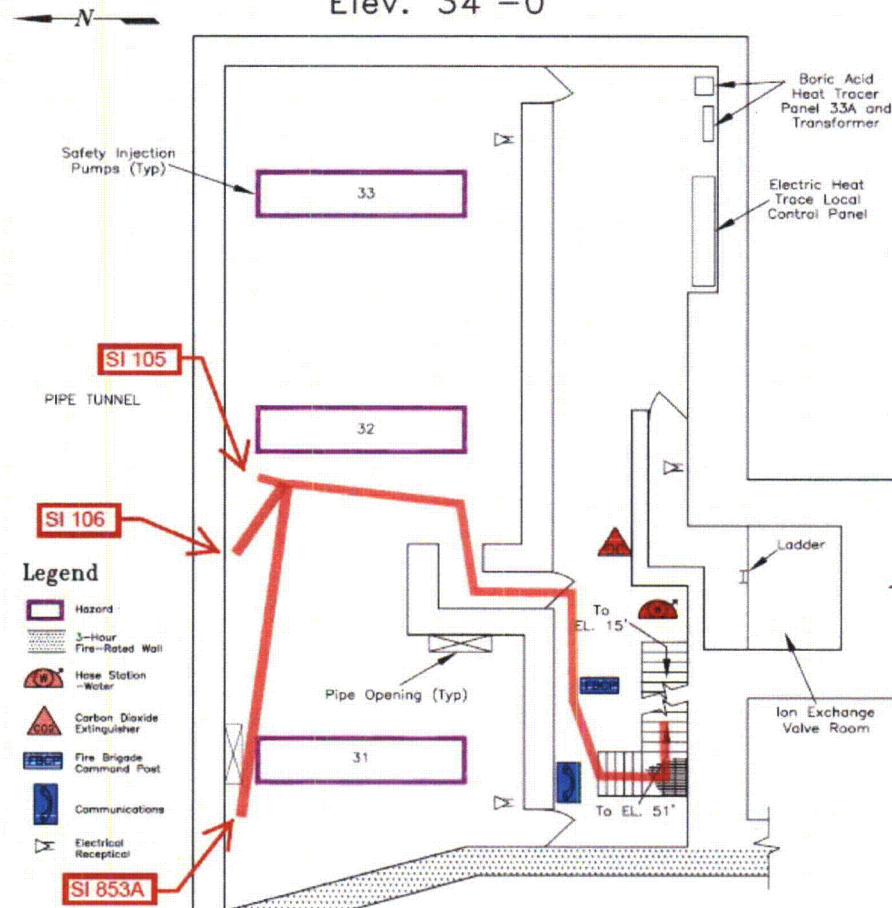 Elev. 34'-0"
N
Boric Acid
Heat Tracer
Panel 33A and
Transformer
Safety Injection
Pumps (Typ)
33
Electric Heat
Trace Local
Control Panel
SI 105
PIPE TUNNEL
32
SI 106
Ladder
Legend
Hazard
3-Hour
Fire-Rated Wall
W
Hose Station
-Water
CO2
Carbon Dioxide
Extinguisher
FBCP
Fire Brigade
Command Post
Communications
Electrical
Receptical
To
EL. 15'
W
FBCP
Pipe Opening (Typ)
Ion Exchange
Valve Room
31
To EL. 51'
SI 853A